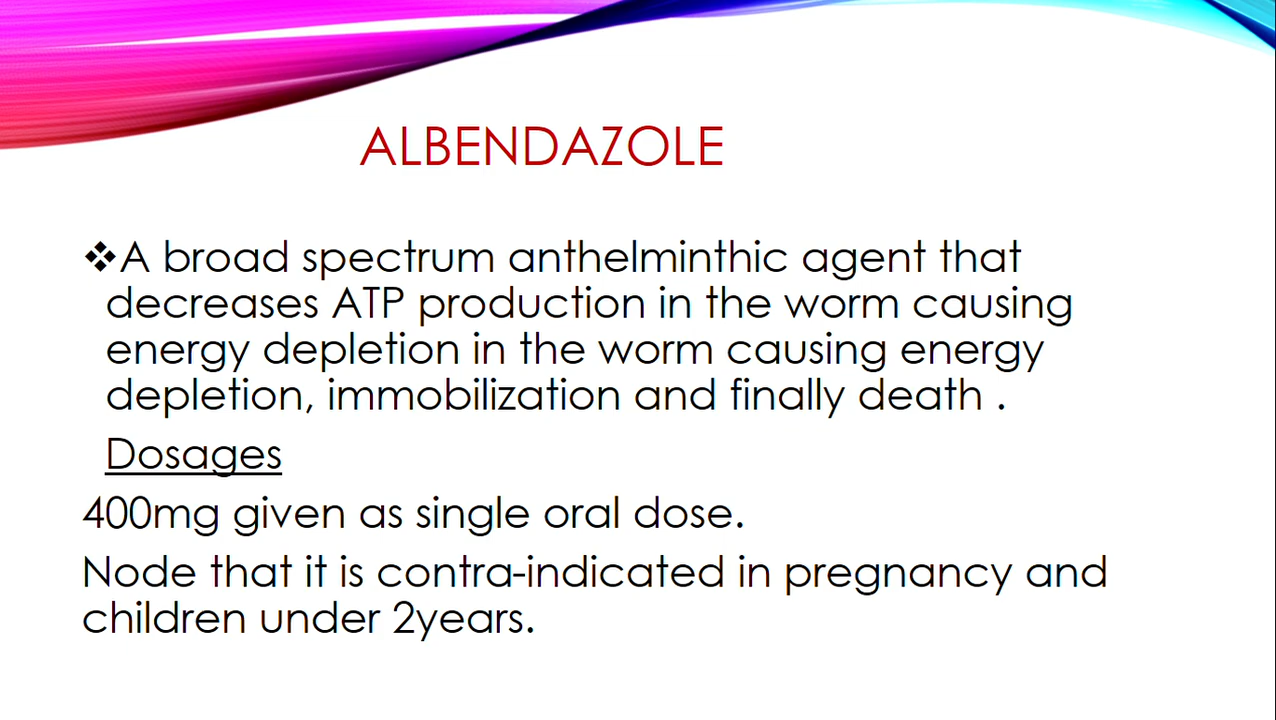 ALBENDAZOLE
❖A broad spectrum anthelminthic agent that
decreases ATP production in the worm causing
energy depletion in the worm causing energy
depletion, immobilization and finally death .
Dosages
400mg given as single oral dose.
Node that it is contra-indicated in pregnancy and
children under 2years.